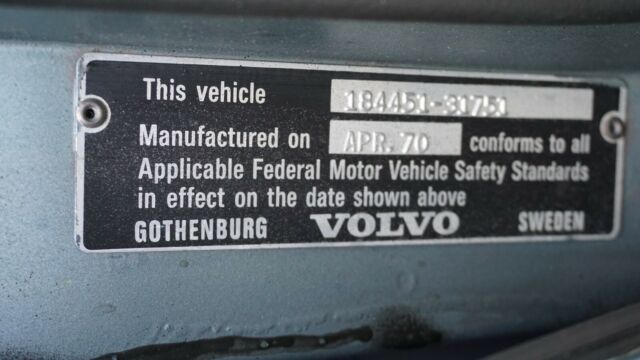 This vehicle 184451-31751
Manufactured on APR. 70 conforms to all
Applicable Federal Motor Vehicle Safety Standards
in effect on the date shown above
GOTHENBURG VOLVO SWEDEN